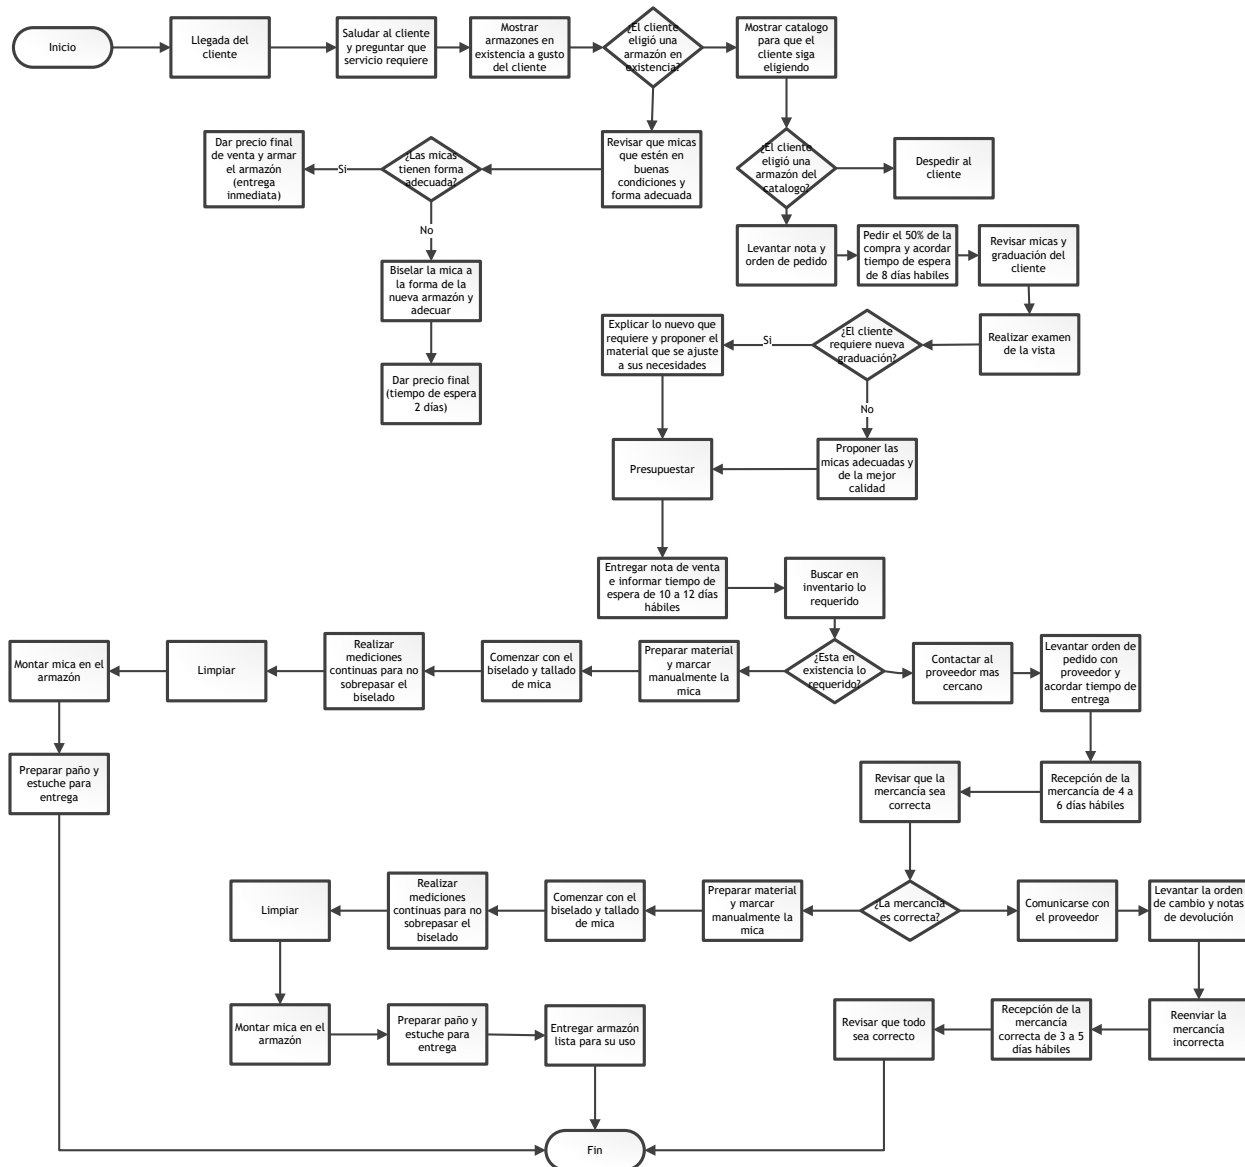 Inicio
Llegada del
cliente
Saludar al cliente
y preguntar que
servicio requiere
Mostrar
armazones en
existencia a gusto
del cliente
¿El cliente
eligió una
armazón en
existencia?
Mostrar catalogo
para que el
cliente siga
eligiendo
Dar precio final
de venta y armar
el armazón
(entrega
inmediata)
Si
¿Las micas
tienen forma
adecuada?
Revisar que micas
que estén en
buenas
condiciones y
forma adecuada
¿El cliente
eligió una
armazón del
catalogo?
Despedir al
cliente
No
Biselar la mica a
la forma de la
nueva armazón y
adecuar
Dar precio final
(tiempo de espera
2 días)
Levantar nota y
orden de pedido
Pedir el 50% de la
compra y acordar
tiempo de espera
de 8 días habiles
Revisar micas y
graduación del
cliente
Explicar lo nuevo que
requiere y proponer el
material que se ajuste
a sus necesidades
Si
¿El cliente
requiere nueva
graduación?
Realizar examen
de la vista
No
Presupuestar
Proponer las
micas adecuadas y
de la mejor
calidad
Entregar nota de venta
e informar tiempo de
espera de 10 a 12 días
hábiles
Buscar en
inventario lo
requerido
Montar mica en el
armazón
Limpiar
Realizar
mediciones
continuas para no
sobrepasar el
biselado
Comenzar con el
biselado y tallado
de mica
Preparar material
y marcar
manualmente la
mica
¿Esta en
existencia lo
requerido?
Contactar al
proveedor mas
cercano
Levantar orden de
pedido con
proveedor y
acordar tiempo de
entrega
Preparar paño y
estuche para
entrega
Revisar que la
mercancía sea
correcta
Recepción de la
mercancía de 4 a
6 días hábiles
Limpiar
Realizar
mediciones
continuas para no
sobrepasar el
biselado
Comenzar con el
biselado y tallado
de mica
Preparar material
y marcar
manualmente la
mica
¿La mercancía
es correcta?
Comunicarse con
el proveedor
Levantar la orden
de cambio y notas
de devolución
Montar mica en el
armazón
Preparar paño y
estuche para
entrega
Entregar armazón
lista para su uso
Revisar que todo
sea correcto
Recepción de la
mercancía
correcta de 3 a 5
días hábiles
Reenviar la
mercancía
incorrecta
Fin